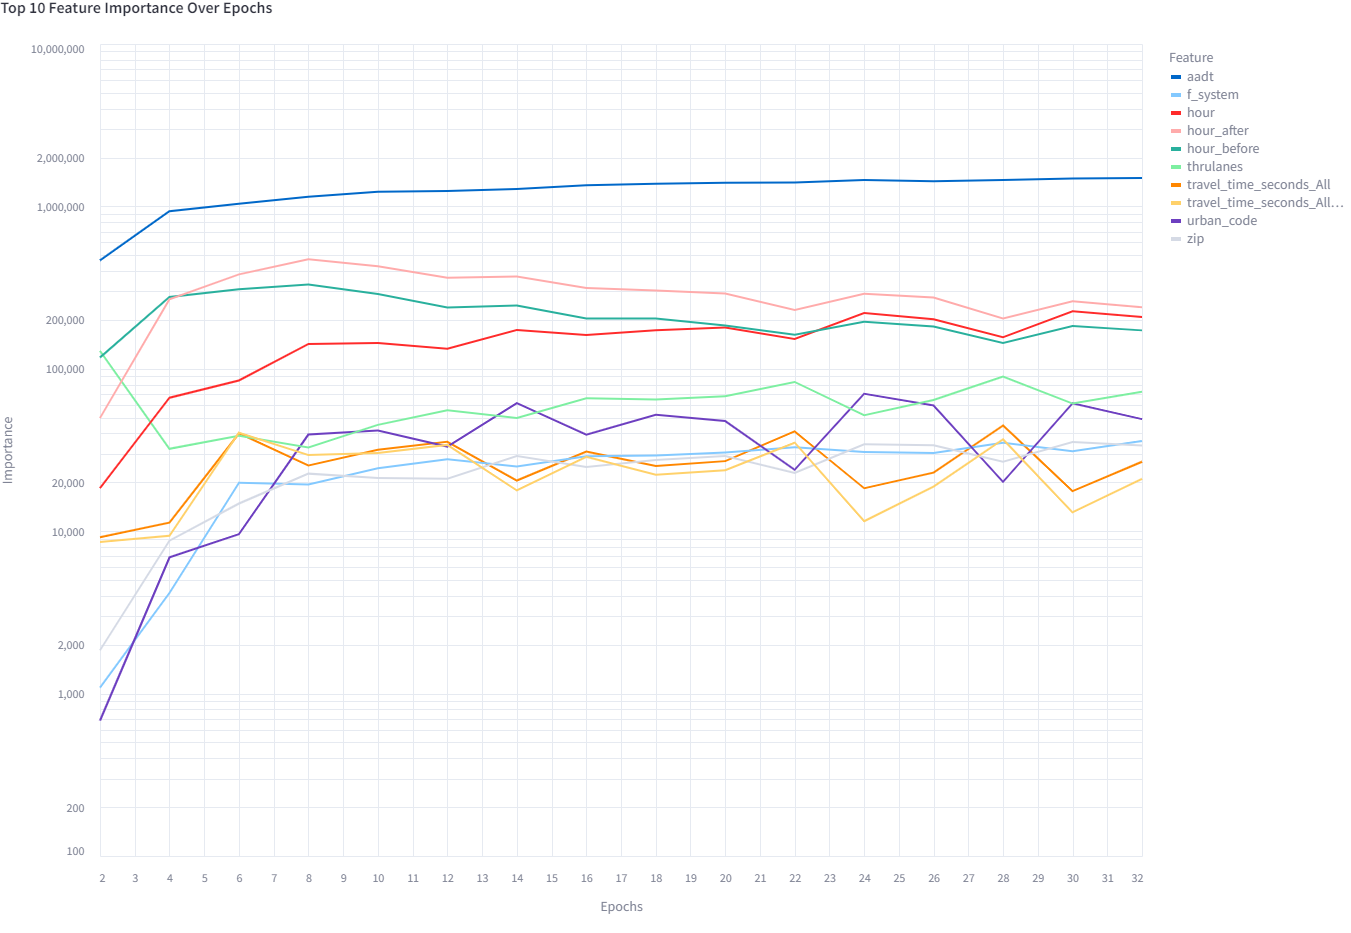 Top 10 Feature Importance Over Epochs
10,000,000
2,000,000
1,000,000
200,000
100,000
20,000
10,000
2,000
1,000
200
100
Importance
2 3 4 5 6 7 8 9 10 11 12 13 14 15 16 17 18 19 20 21 22 23 24 25 26 27 28 29 30 31 32
Epochs
Feature
aadt
f_system
hour
hour_after
hour_before
thrulanes
travel_time_seconds_All
travel_time_seconds_All…
urban_code
zip